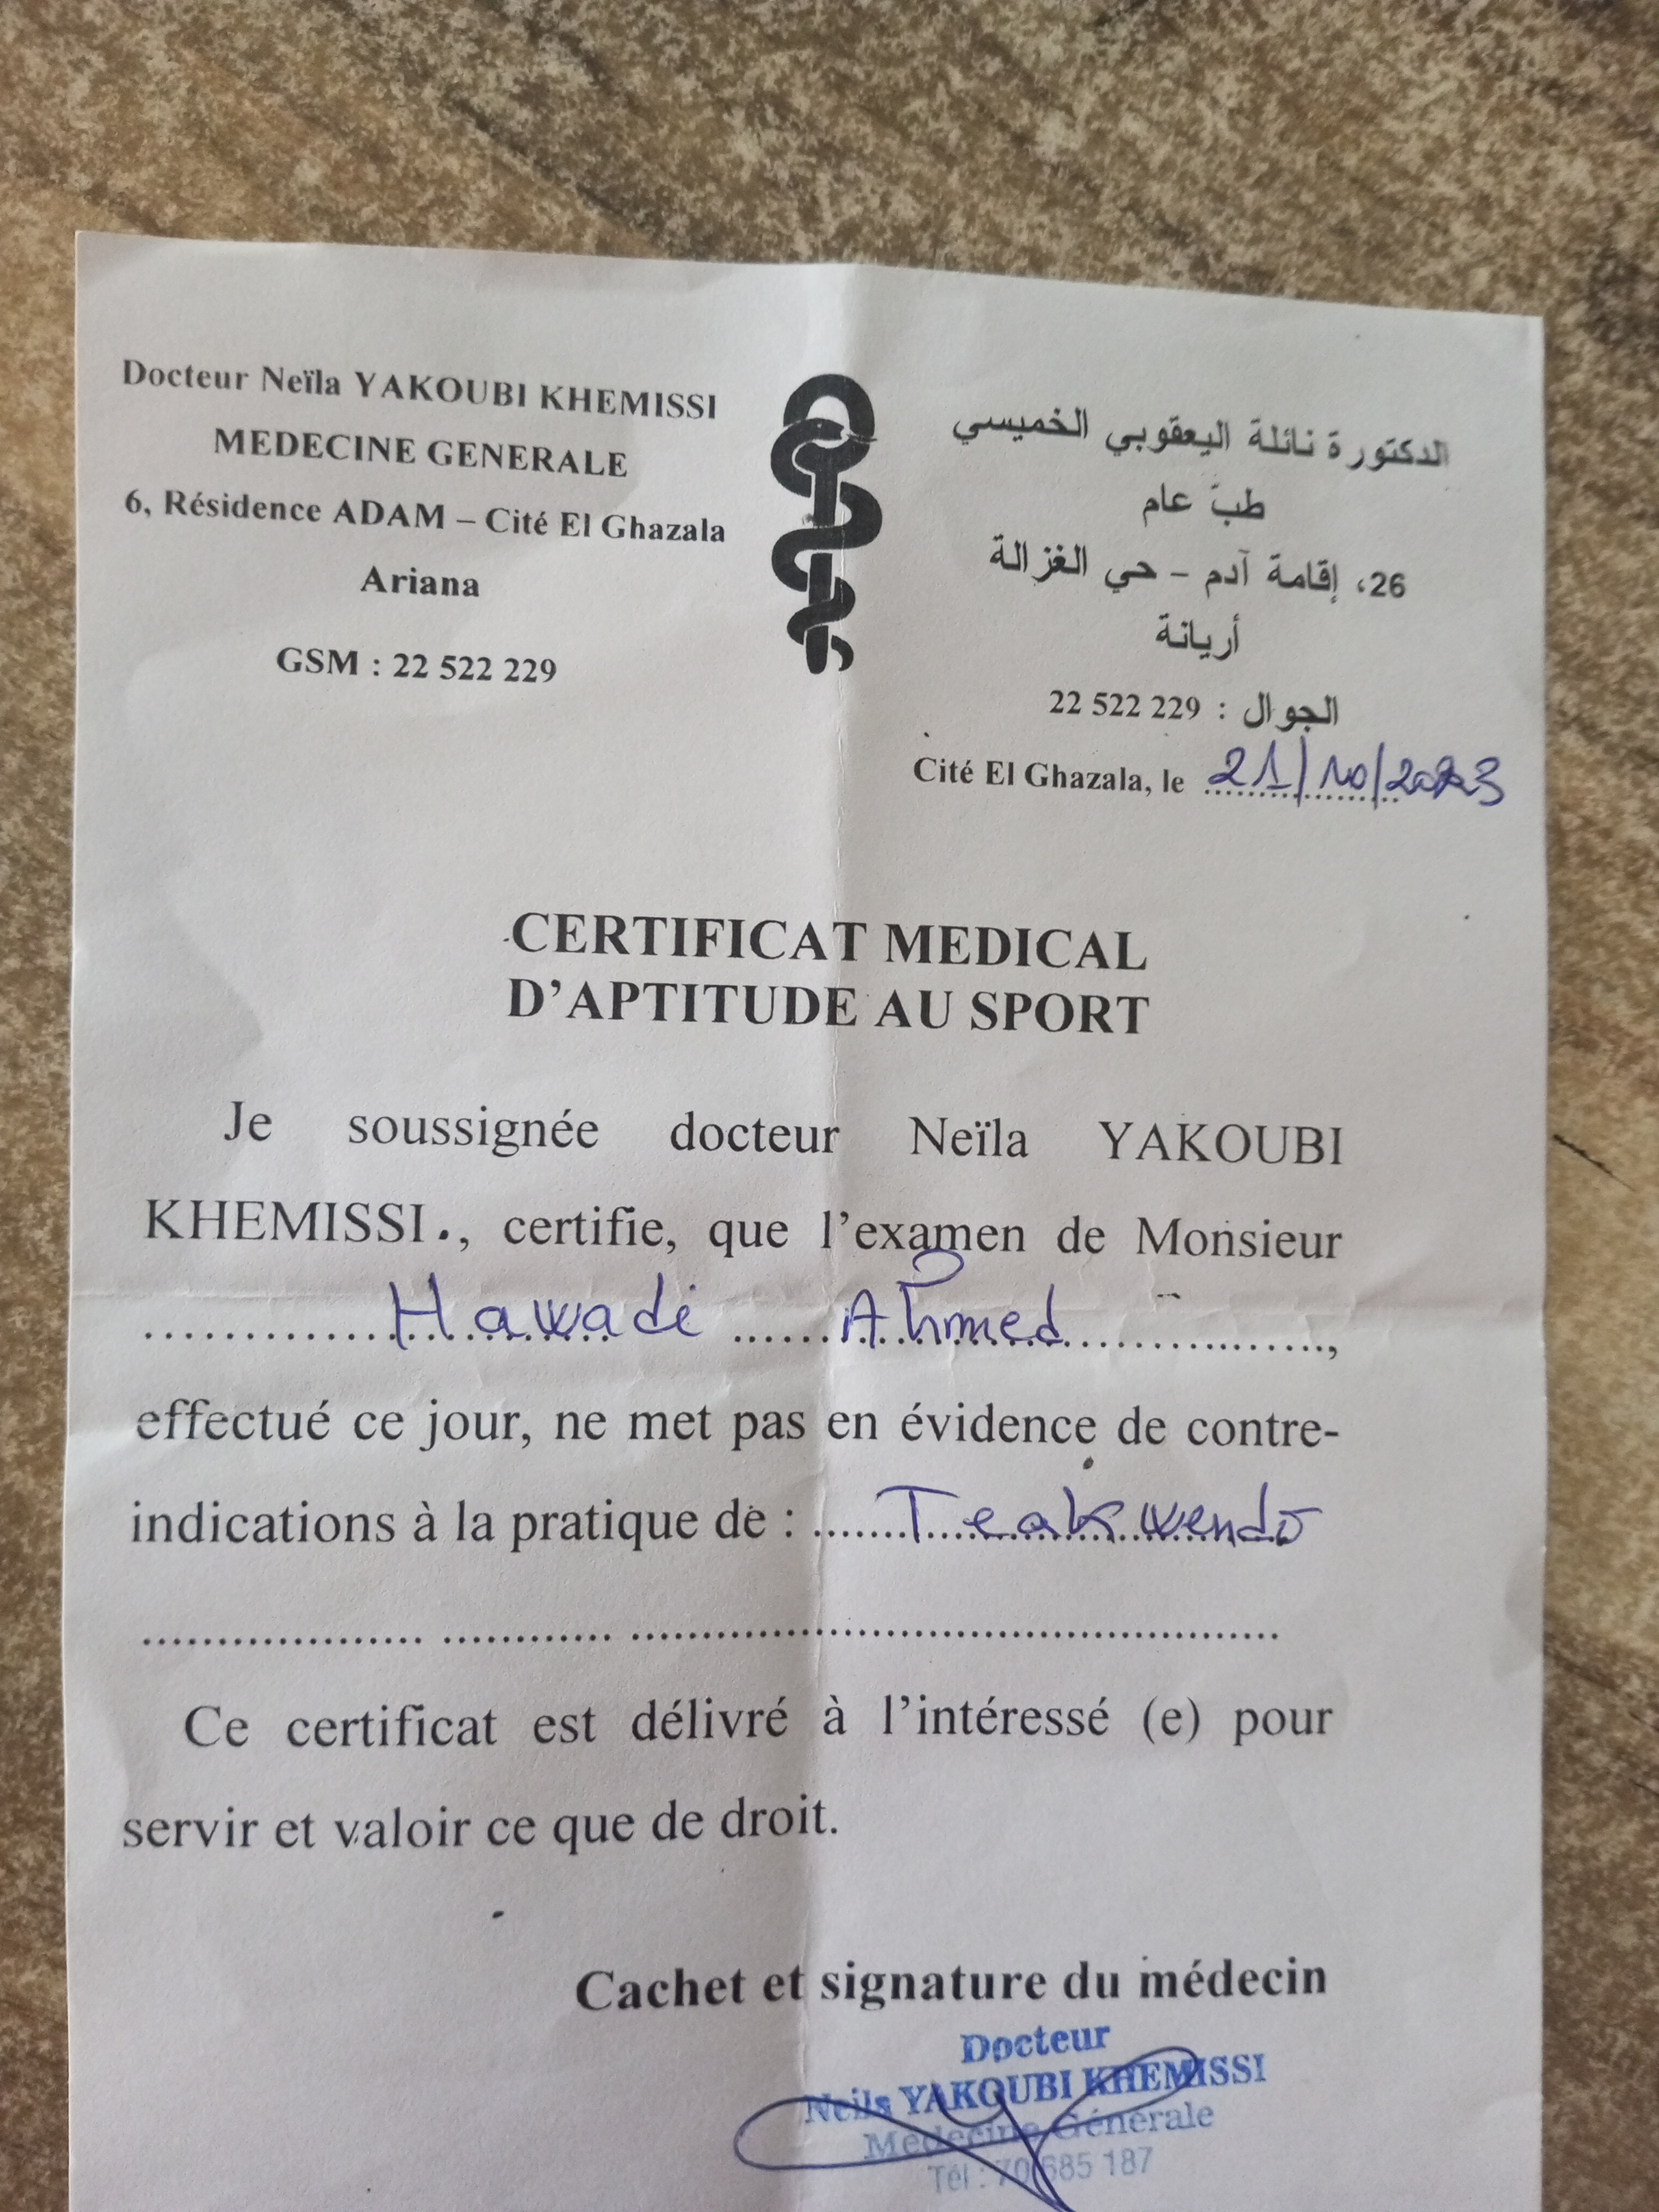 Docteur Neïla YAKOUBI KHEMISSI
MEDECINE GENERALE
6, Résidence ADAM – Cité El Ghazala
Ariana
GSM : 22 522 229
الدكتورة نائلة اليعقوبي الخميسي
طبّ عام
26، إقامة آدم - حي الغزالة
أريانة
الجوال : 22 522 229
Cité El Ghazala, le 21/10/2023
CERTIFICAT MEDICAL
D'APTITUDE AU SPORT
Je soussignée docteur Neïla YAKOUBI
KHEMISSI., certifie, que l'examen de Monsieur
Hawadi Ahmed,
effectué ce jour, ne met pas en évidence de contre-
indications à la pratique de : Teakwendo
Ce certificat est délivré à l'intéressé (e) pour
servir et valoir ce que de droit.
Cachet et signature du médecin
Docteur
Neila YAKOUBI KHEMISSI
Médecine Générale
Tél : 70 685 187